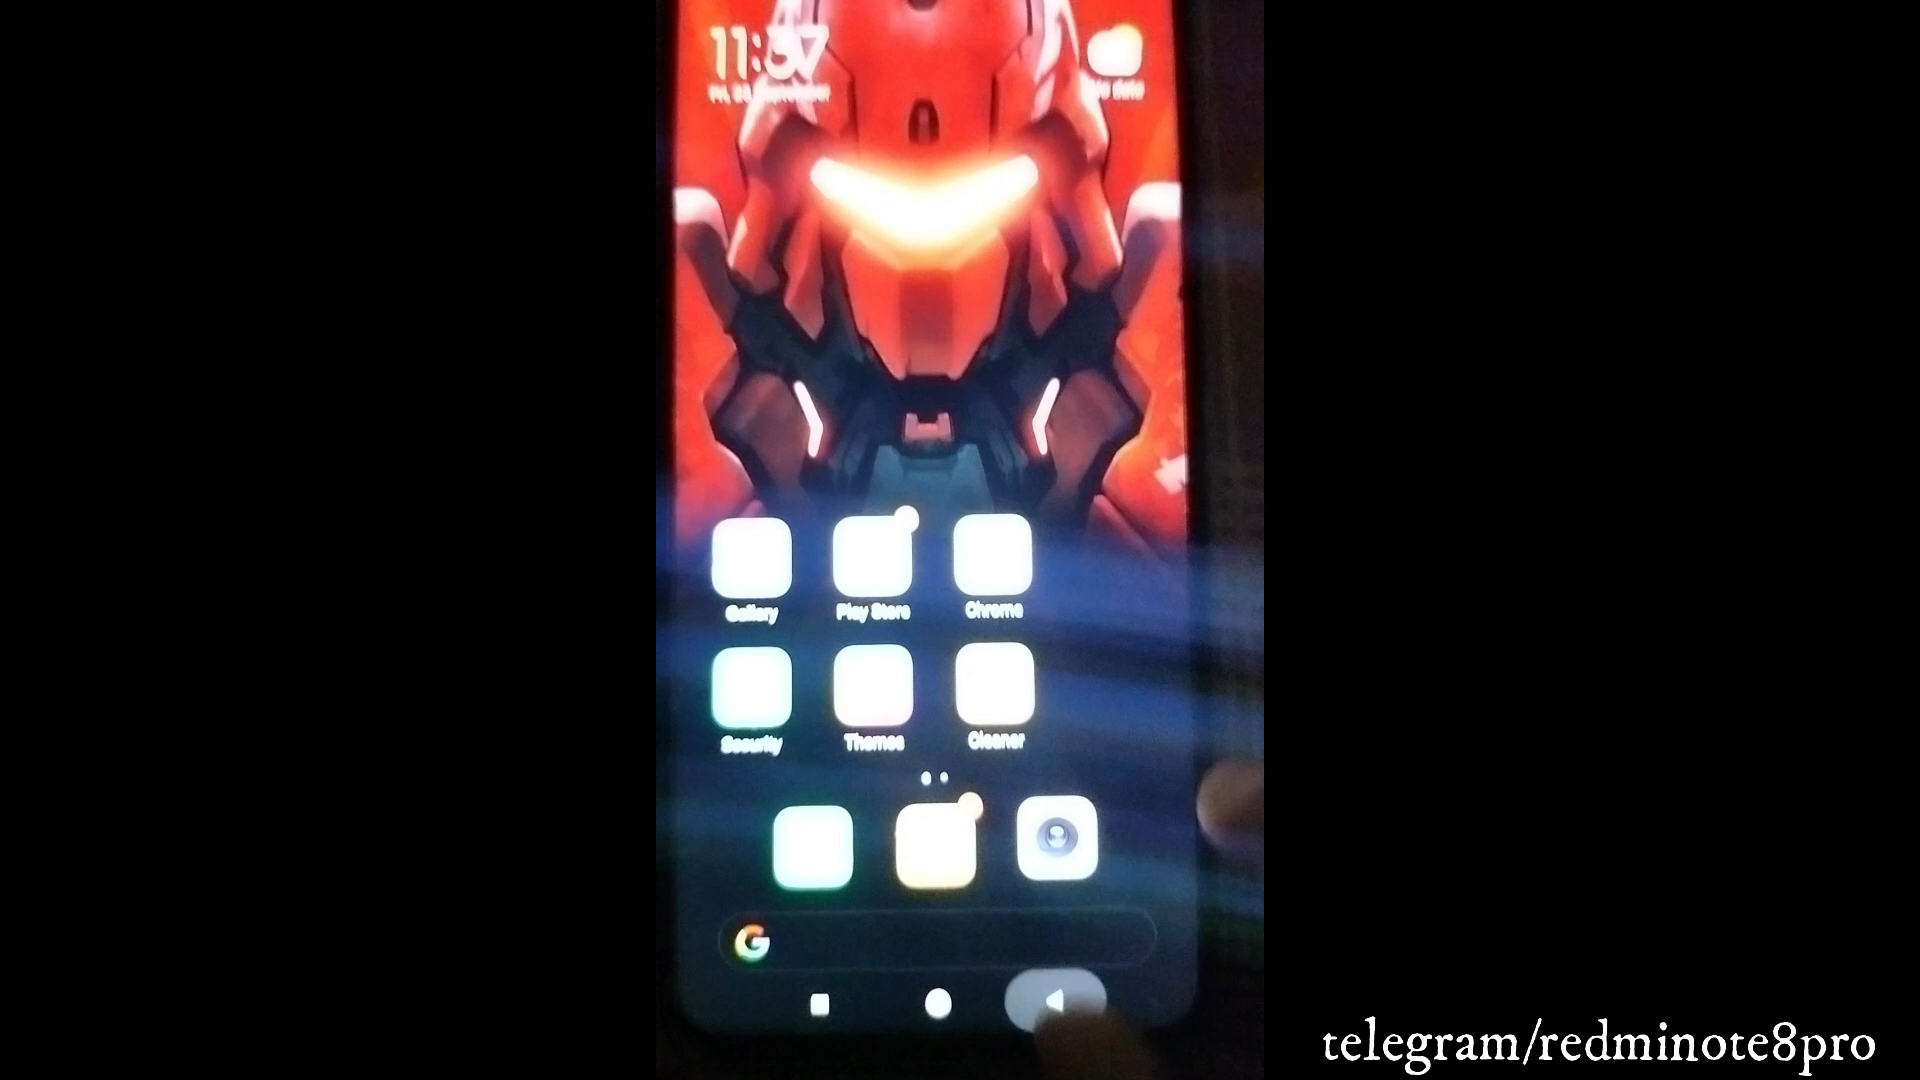 11:37
Gallery
Play Store
Chrome
Security
Themes
Cleaner
G
telegram/redminote8pro